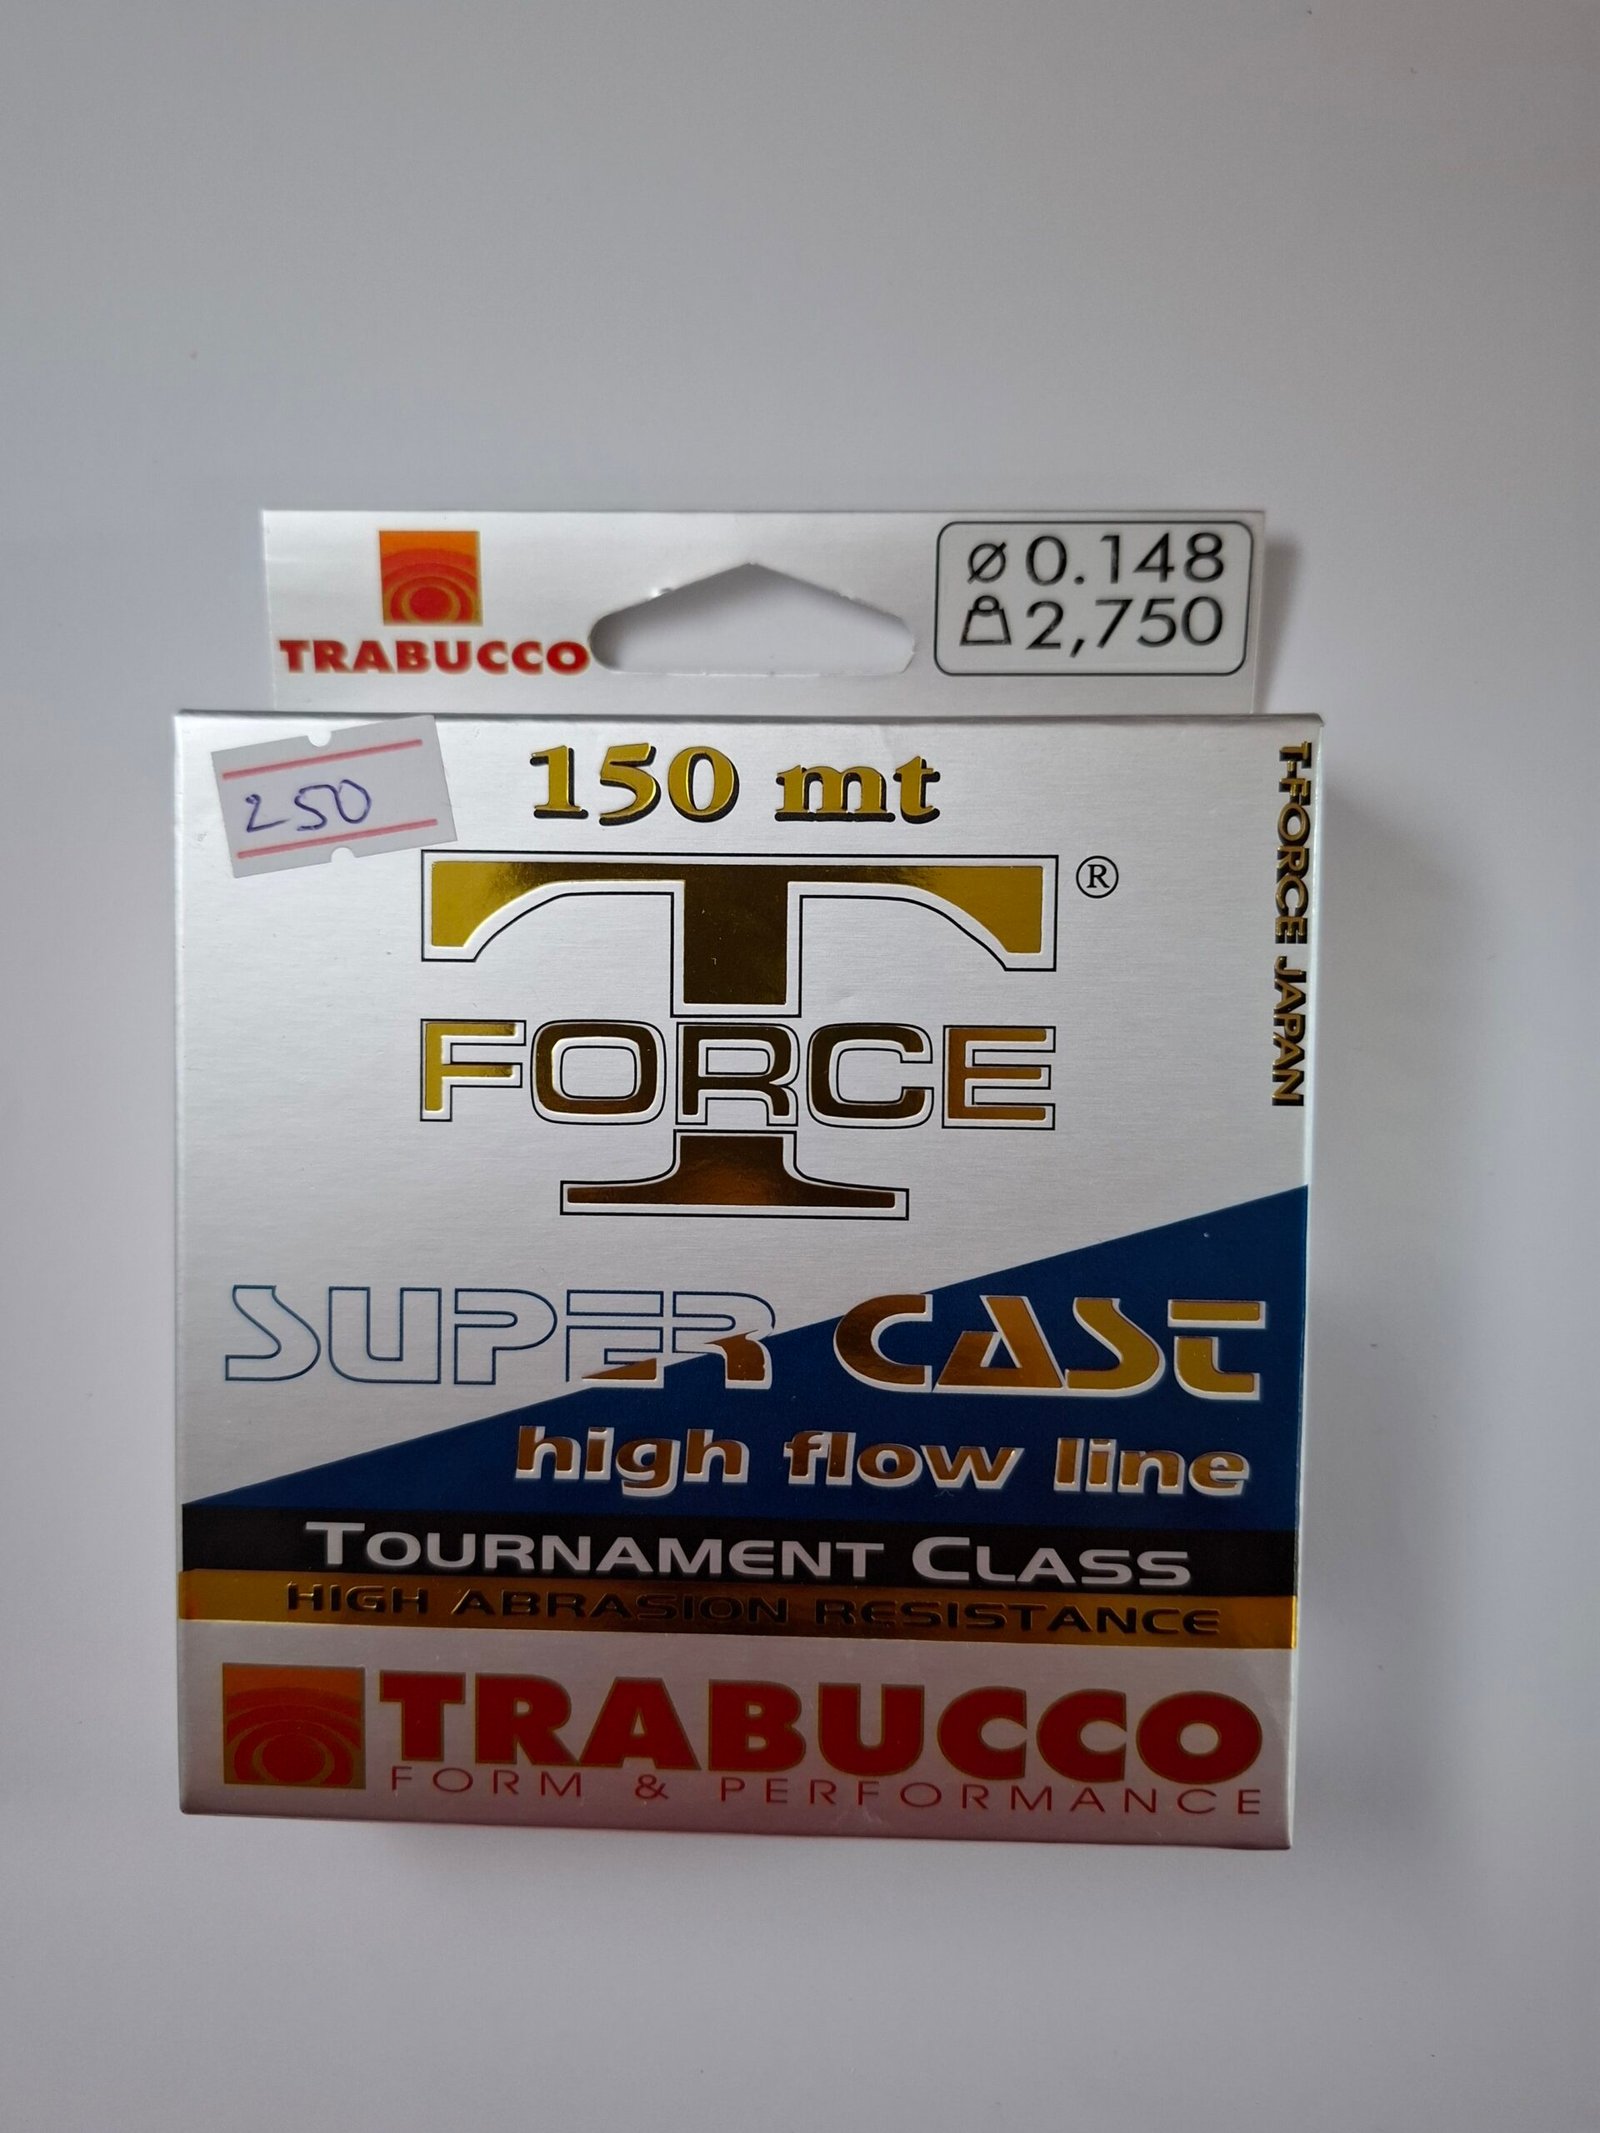 TRABUCCO
ø 0.148
2,750
250
150 mt
T
®
FORCE
T-FORCE JAPAN
SUPER CAST
high flow line
TOURNAMENT CLASS
HIGH ABRASION RESISTANCE
TRABUCCO
FORM & PERFORMANCE